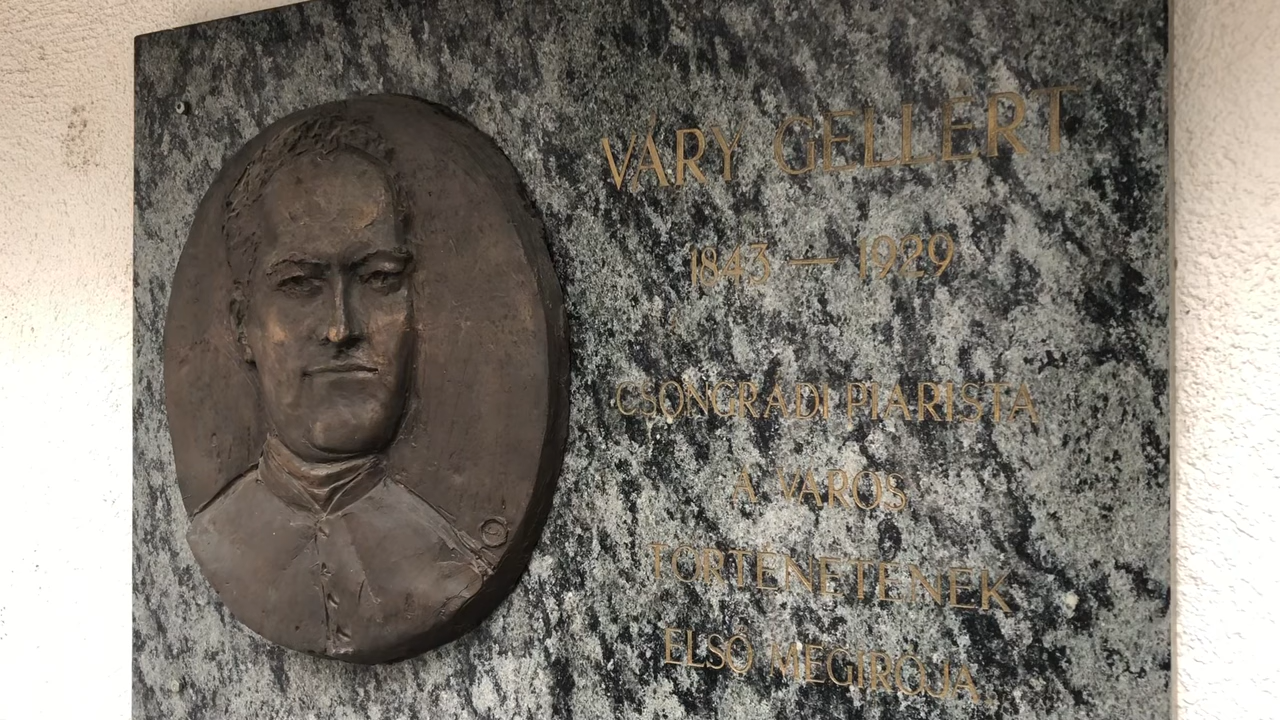 VÁRY GELLÉRT
1843 — 1929
CSONGRÁDI PIARISTA
A VÁROS
TÖRTÉNETÉNEK
ELSŐ MEGÍRÓJA